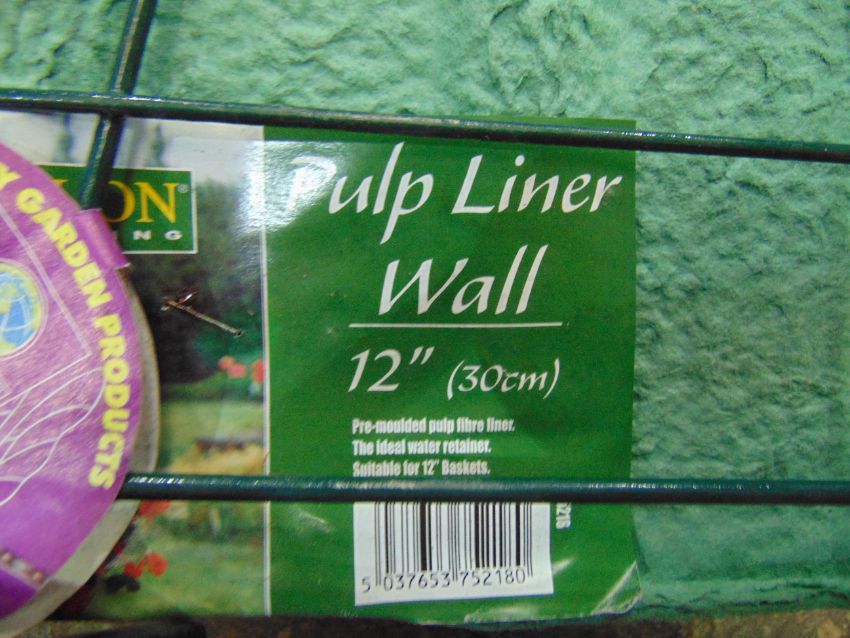 GARDEN PRODUCTS
Pulp Liner
Wall
12" (30cm)
Pre-moulded pulp fibre liner.
The ideal water retainer.
Suitable for 12" Baskets.
5 037653 752180